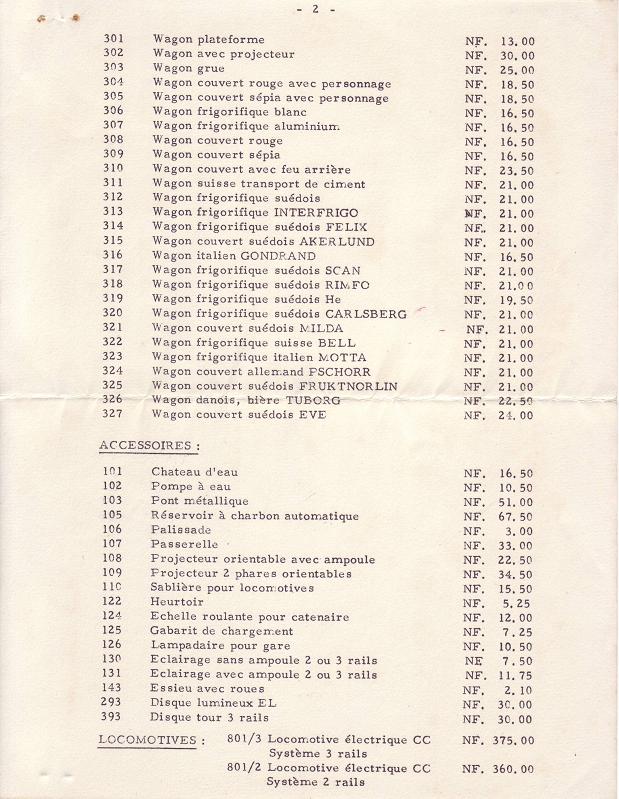 - 2 -
301 Wagon plateforme NF. 13.00
302 Wagon avec projecteur NF. 30.00
303 Wagon grue NF. 25.00
304 Wagon couvert rouge avec personnage NF. 18.50
305 Wagon couvert sépia avec personnage NF. 18.50
306 Wagon frigorifique blanc NF. 16.50
307 Wagon frigorifique aluminium NF. 16.50
308 Wagon couvert rouge NF. 16.50
309 Wagon couvert sépia NF. 16.50
310 Wagon couvert avec feu arrière NF. 23.50
311 Wagon suisse transport de ciment NF. 21.00
312 Wagon frigorifique suédois NF. 21.00
313 Wagon frigorifique INTERFRIGO NF. 21.00
314 Wagon frigorifique suédois FELIX NF. 21.00
315 Wagon couvert suédois AKERLUND NF. 21.00
316 Wagon italien GONDRAND NF. 16.50
317 Wagon frigorifique suédois SCAN NF. 21.00
318 Wagon frigorifique suédois RIMFO NF. 21.00
319 Wagon frigorifique suédois He NF. 19.50
320 Wagon frigorifique suédois CARLSBERG NF. 21.00
321 Wagon couvert suédois MILDA NF. 21.00
322 Wagon frigorifique suisse BELL NF. 21.00
323 Wagon frigorifique italien MOTTA NF. 21.00
324 Wagon couvert allemand PSCHORR NF. 21.00
325 Wagon couvert suédois FRUKTNORLIN NF. 21.00
326 Wagon danois, bière TUBORG NF. 22.50
327 Wagon couvert suédois EVE NF. 24.00
ACCESSOIRES :
101 Chateau d'eau NF. 16.50
102 Pompe à eau NF. 10.50
103 Pont métallique NF. 51.00
105 Réservoir à charbon automatique NF. 67.50
106 Palissade NF. 3.00
107 Passerelle NF. 33.00
108 Projecteur orientable avec ampoule NF. 22.50
109 Projecteur 2 phares orientables NF. 34.50
110 Sablière pour locomotives NF. 15.50
122 Heurtoir NF. 5.25
124 Echelle roulante pour catenaire NF. 12.00
125 Gabarit de chargement NF. 7.25
126 Lampadaire pour gare NF. 10.50
130 Eclairage sans ampoule 2 ou 3 rails NF 7.50
131 Eclairage avec ampoule 2 ou 3 rails NF. 11.75
143 Essieu avec roues NF. 2.10
293 Disque lumineux EL NF. 30.00
393 Disque tour 3 rails NF. 30.00
LOCOMOTIVES : 801/3 Locomotive électrique CC NF. 375.00
Système 3 rails
801/2 Locomotive électrique CC NF. 360.00
Système 2 rails